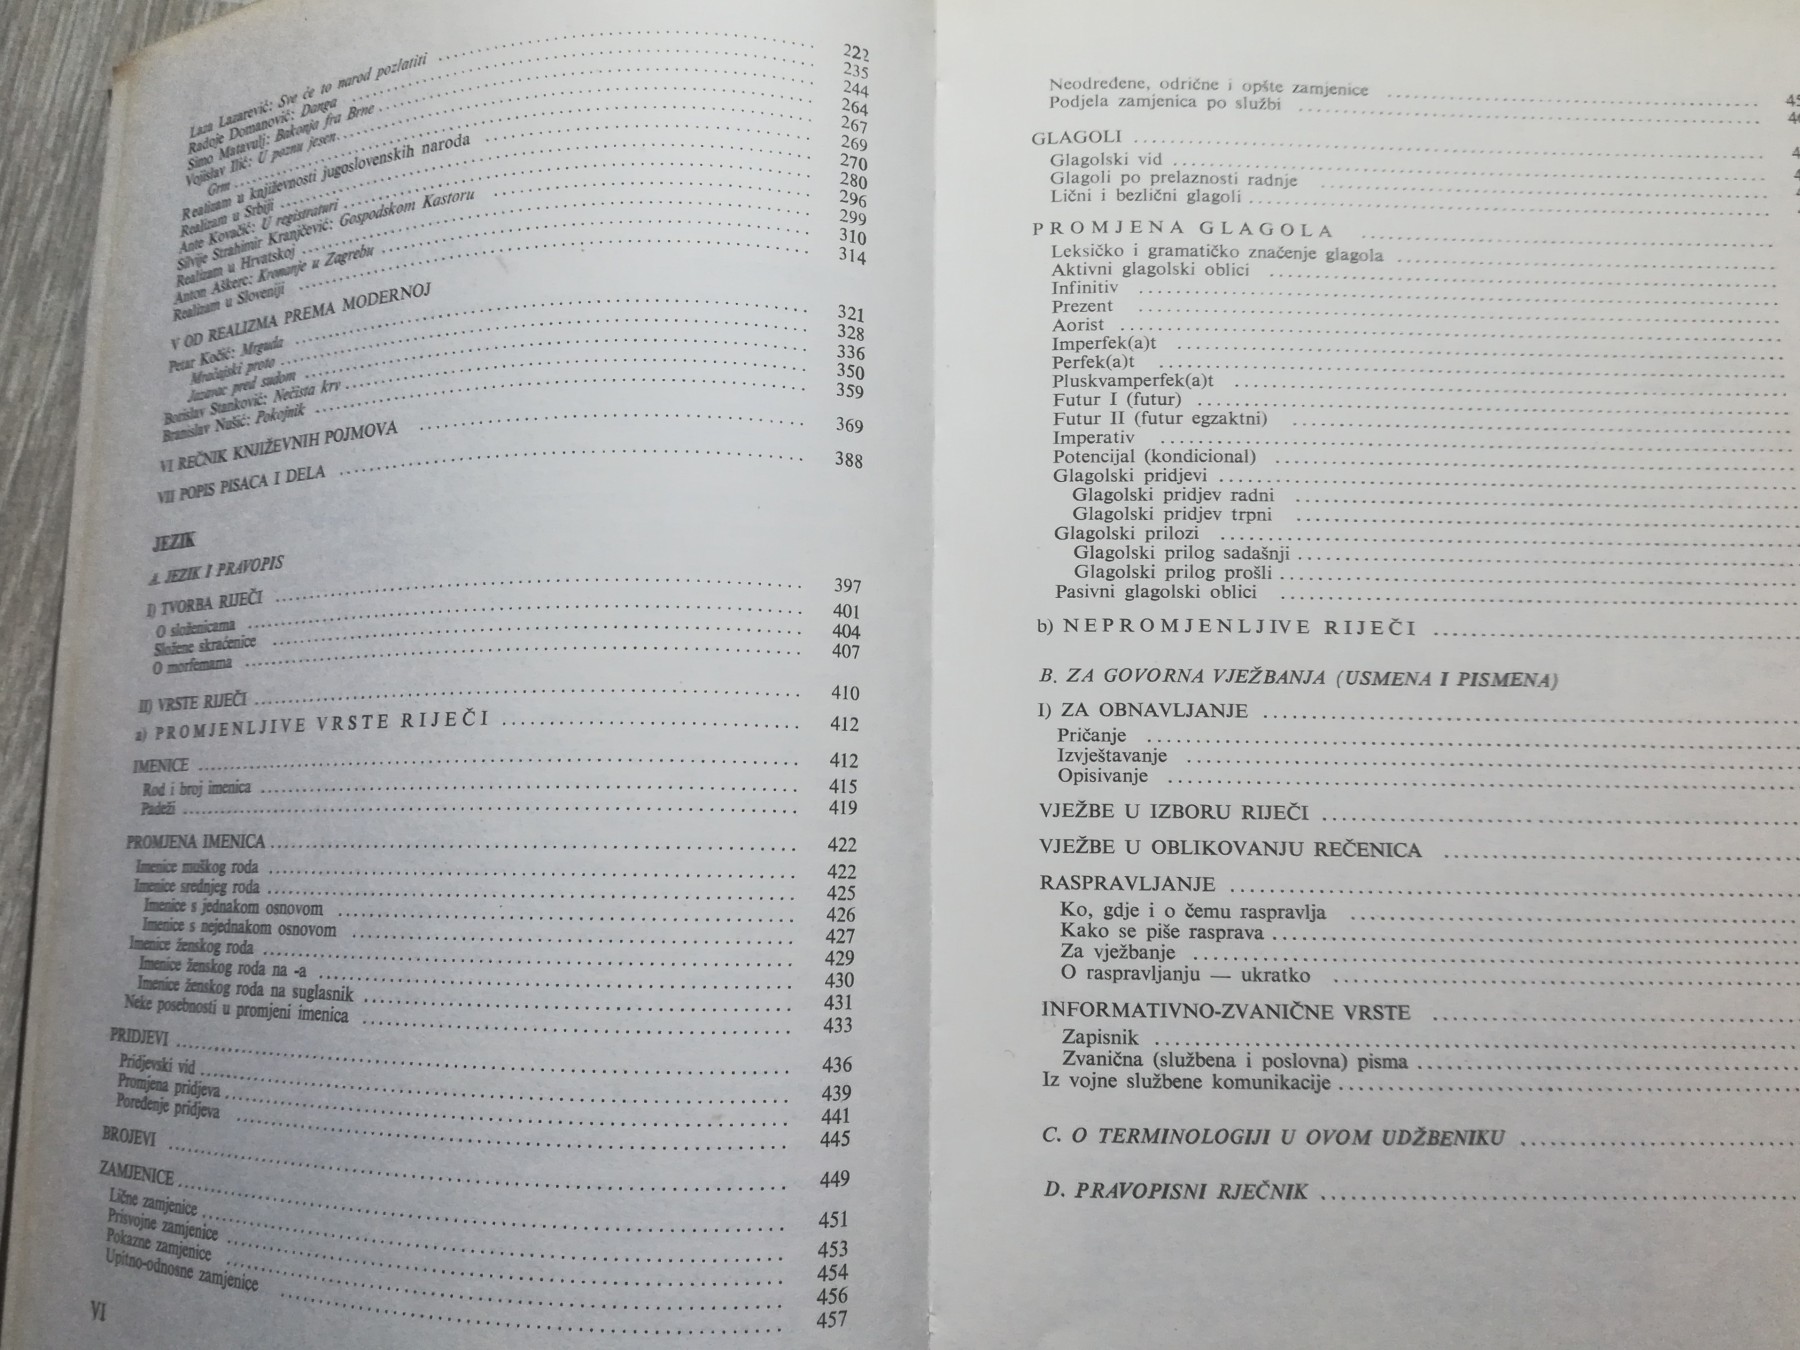 Laza Lazarević: Sve će to narod pozlatiti 222
Radoje Domanović: Danga 235
Simo Matavulj: Bakonja fra Brne 244
Vojislav Ilić: U poznu jesen 264
Grm 267
Realizam u književnosti jugoslovenskih naroda 269
Realizam u Srbiji 270
Ante Kovačić: U registraturi 280
Silvije Strahimir Kranjčević: Gospodskom Kastoru 296
Realizam u Hrvatskoj 299
Anton Aškerc: Kronanje u Zagrebu 310
Realizam u Sloveniji 314
V OD REALIZMA PREMA MODERNOJ
Petar Kočić: Mrguda 321
Mračajski proto 328
Jazavac pred sudom 336
Borislav Stanković: Nečista krv 350
Branislav Nušić: Pokojnik 359
VI REČNIK KNJIŽEVNIH POJMOVA 369
VII POPIS PISACA I DELA 388
JEZIK
A. JEZIK I PRAVOPIS
I) TVORBA RIJEČI 397
O složenicama 401
Složene skraćenice 404
O morfemama 407
II) VRSTE RIJEČI 410
a) PROMJENLJIVE VRSTE RIJEČI 412
IMENICE 412
Rod i broj imenica 415
Padeži 419
PROMJENA IMENICA 422
Imenice muškog roda 422
Imenice srednjeg roda 425
Imenice s jednakom osnovom 426
Imenice s nejednakom osnovom 427
Imenice ženskog roda 429
Imenice ženskog roda na -a 430
Imenice ženskog roda na suglasnik 431
Neke posebnosti u promjeni imenica 433
PRIDJEVI 436
Pridjevski vid 439
Promjena pridjeva 441
Poređenje pridjeva 445
BROJEVI 449
ZAMJENICE 451
Lične zamjenice 453
Prisvojne zamjenice 454
Pokazne zamjenice 456
Upitno-odnosne zamjenice 457
VI
Neodređene, odrične i opšte zamjenice
Podjela zamjenica po službi
GLAGOLI
Glagolski vid
Glagoli po prelaznosti radnje
Lični i bezlični glagoli
PROMJENA GLAGOLA
Leksičko i gramatičko značenje glagola
Aktivni glagolski oblici
Infinitiv
Prezent
Aorist
Imperfek(a)t
Perfek(a)t
Pluskvamperfek(a)t
Futur I (futur)
Futur II (futur egzaktni)
Imperativ
Potencijal (kondicional)
Glagolski pridjevi
Glagolski pridjev radni
Glagolski pridjev trpni
Glagolski prilozi
Glagolski prilog sadašnji
Glagolski prilog prošli
Pasivni glagolski oblici
b) NEPROMJENLJIVE RIJEČI
B. ZA GOVORNA VJEŽBANJA (USMENA I PISMENA)
I) ZA OBNAVLJANJE
Pričanje
Izvještavanje
Opisivanje
VJEŽBE U IZBORU RIJEČI
VJEŽBE U OBLIKOVANJU REČENICA
RASPRAVLJANJE
Ko, gdje i o čemu raspravlja
Kako se piše rasprava
Za vježbanje
O raspravljanju — ukratko
INFORMATIVNO-ZVANIČNE VRSTE
Zapisnik
Zvanična (službena i poslovna) pisma
Iz vojne službene komunikacije
C. O TERMINOLOGIJI U OVOM UDŽBENIKU
D. PRAVOPISNI RJEČNIK